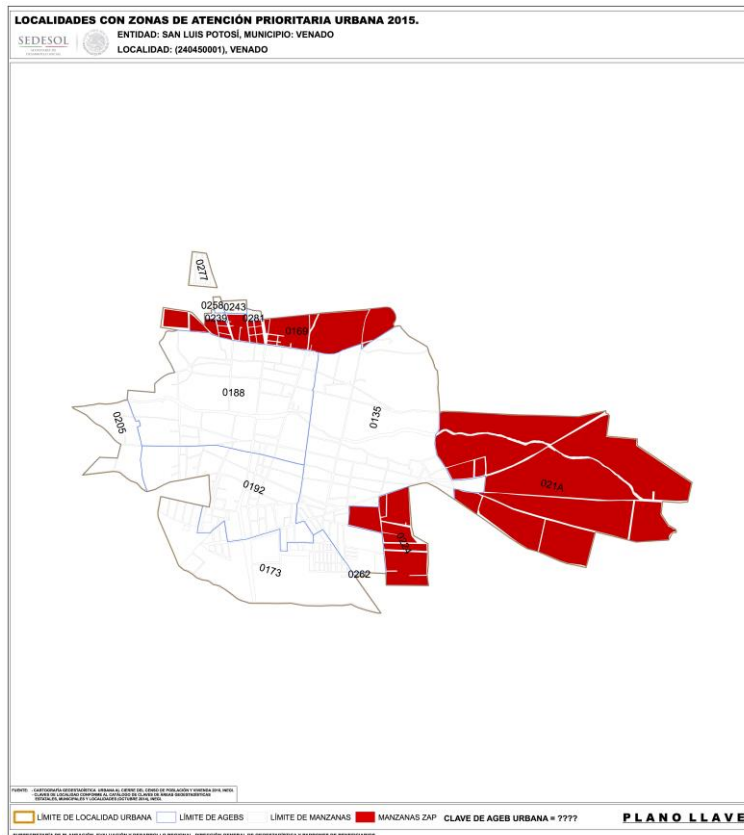 LOCALIDADES CON ZONAS DE ATENCIÓN PRIORITARIA URBANA 2015.
SEDESOL
ENTIDAD: SAN LUIS POTOSÍ, MUNICIPIO: VENADO
LOCALIDAD: (240450001), VENADO
0277
0258
0243
0239
0281
0169
0188
0135
0205
021A
0192
0173
0262
FUENTE:
LÍMITE DE LOCALIDAD URBANA
LÍMITE DE AGEBS
LÍMITE DE MANZANAS
MANZANAS ZAP
CLAVE DE AGEB URBANA = ????
PLANO LLAVE